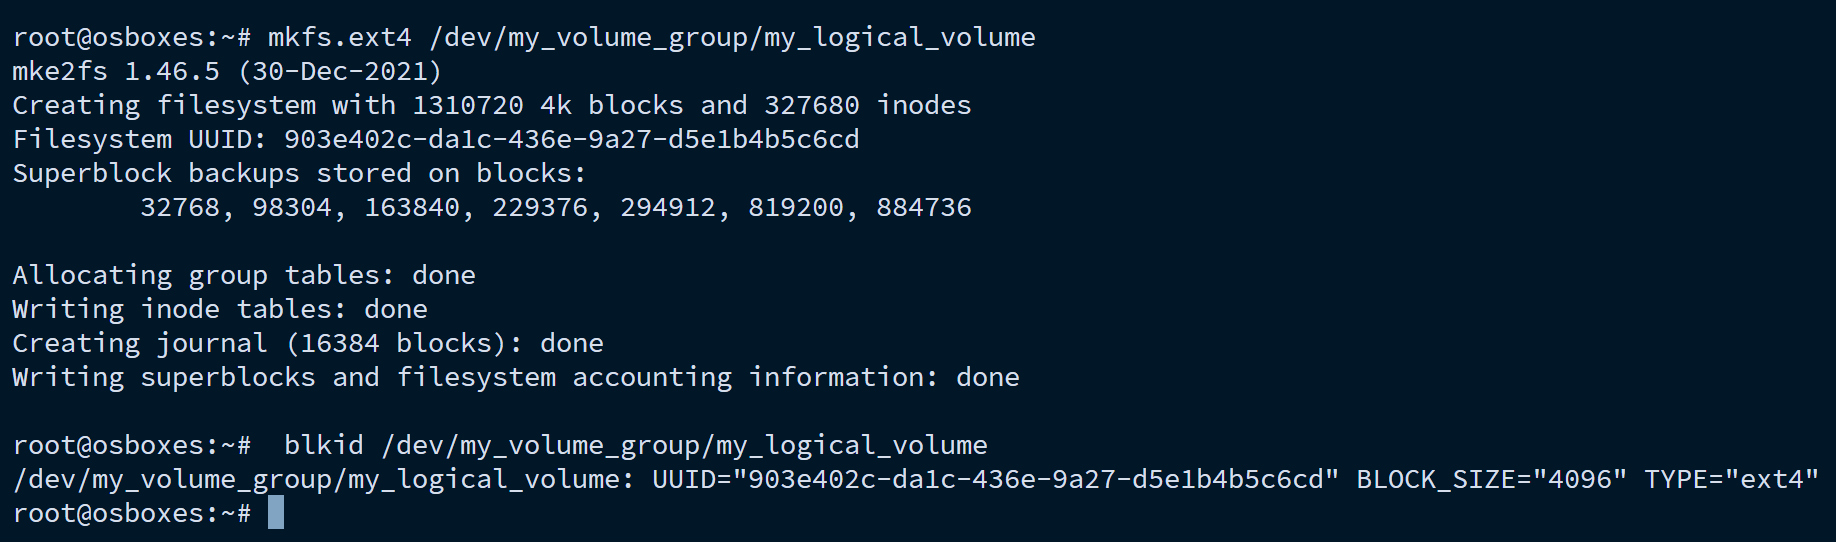 root@osboxes:~# mkfs.ext4 /dev/my_volume_group/my_logical_volume
mke2fs 1.46.5 (30-Dec-2021)
Creating filesystem with 1310720 4k blocks and 327680 inodes
Filesystem UUID: 903e402c-da1c-436e-9a27-d5e1b4b5c6cd
Superblock backups stored on blocks:
        32768, 98304, 163840, 229376, 294912, 819200, 884736

Allocating group tables: done
Writing inode tables: done
Creating journal (16384 blocks): done
Writing superblocks and filesystem accounting information: done

root@osboxes:~#  blkid /dev/my_volume_group/my_logical_volume
/dev/my_volume_group/my_logical_volume: UUID="903e402c-da1c-436e-9a27-d5e1b4b5c6cd" BLOCK_SIZE="4096" TYPE="ext4"
root@osboxes:~#